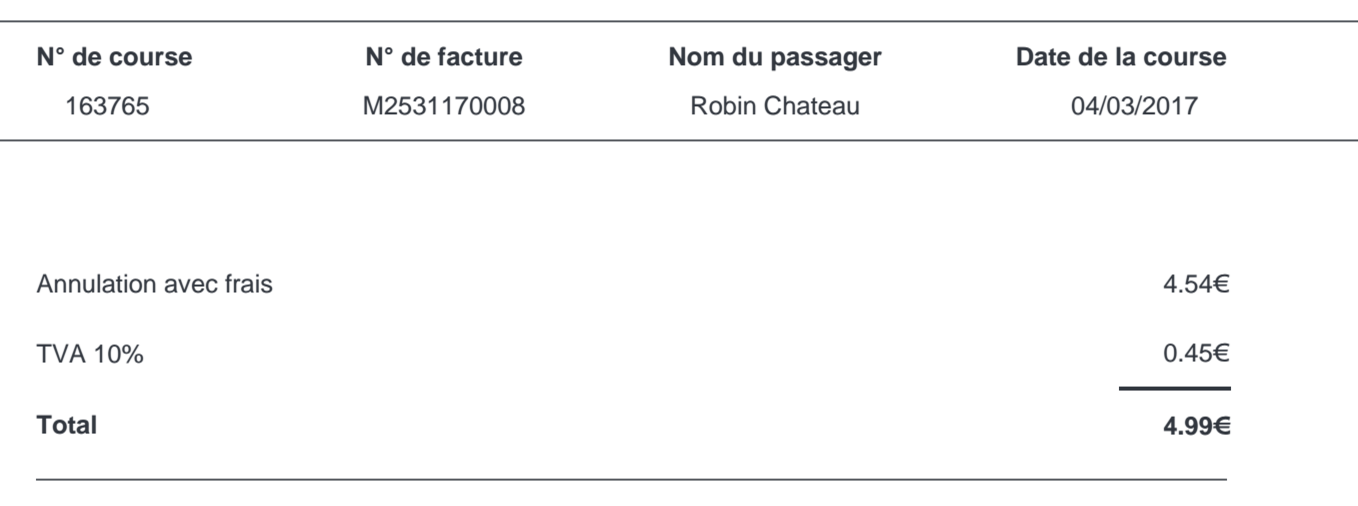 N° de course N° de facture Nom du passager Date de la course
163765 M2531170008 Robin Chateau 04/03/2017
Annulation avec frais 4.54€
TVA 10% 0.45€
Total 4.99€